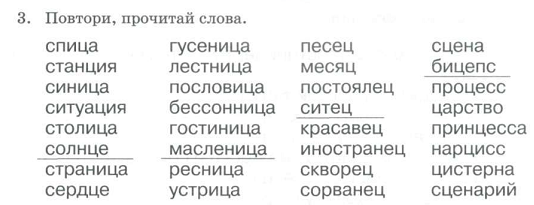 3. Повтори, прочитай слова.
спица гусеница песец сцена
станция лестница месяц бицепс
синица пословица постоялец процесс
ситуация бессонница ситец царство
столица гостиница красавец принцесса
солнце масленица иностранец нарцисс
страница ресница скворец цистерна
сердце устрица сорванец сценарий